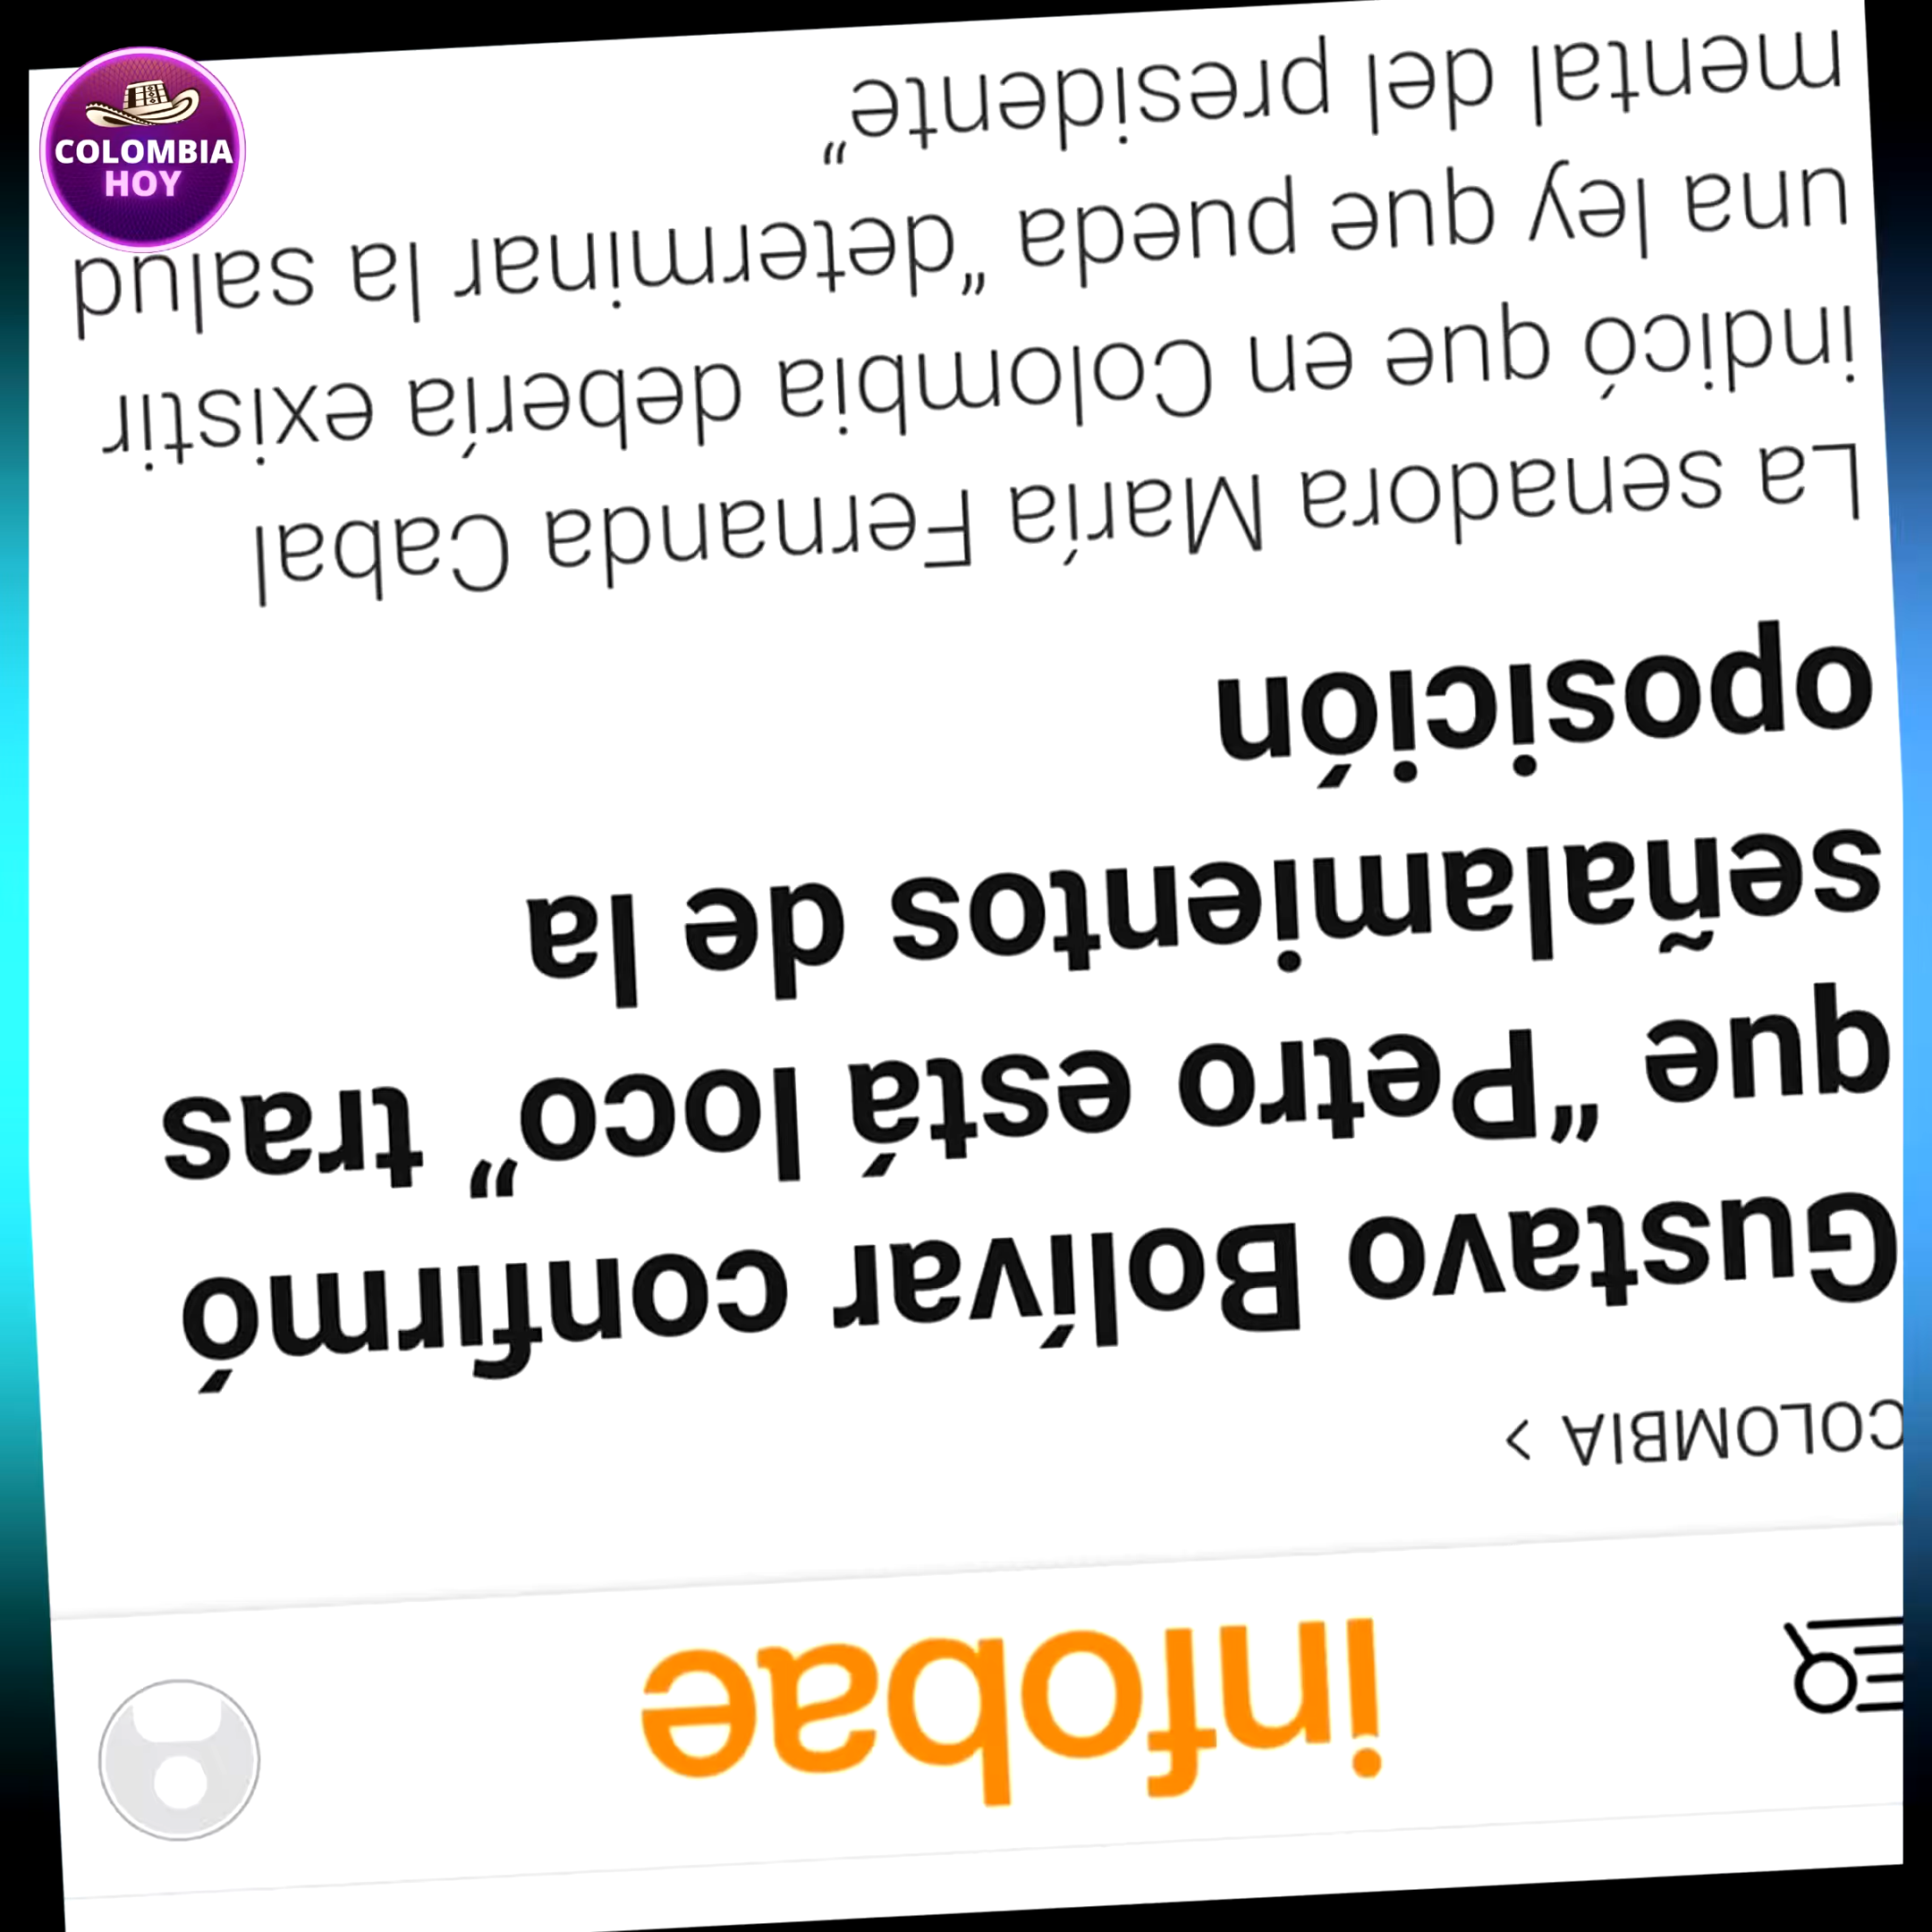 COLOMBIA
HOY
infobae
COLOMBIA >
Gustavo Bolívar confirmó
que “Petro está loco” tras
señalamientos de la
oposición
La senadora María Fernanda Cabal
indicó que en Colombia debería existir
una ley que pueda “determinar la salud
mental del presidente”